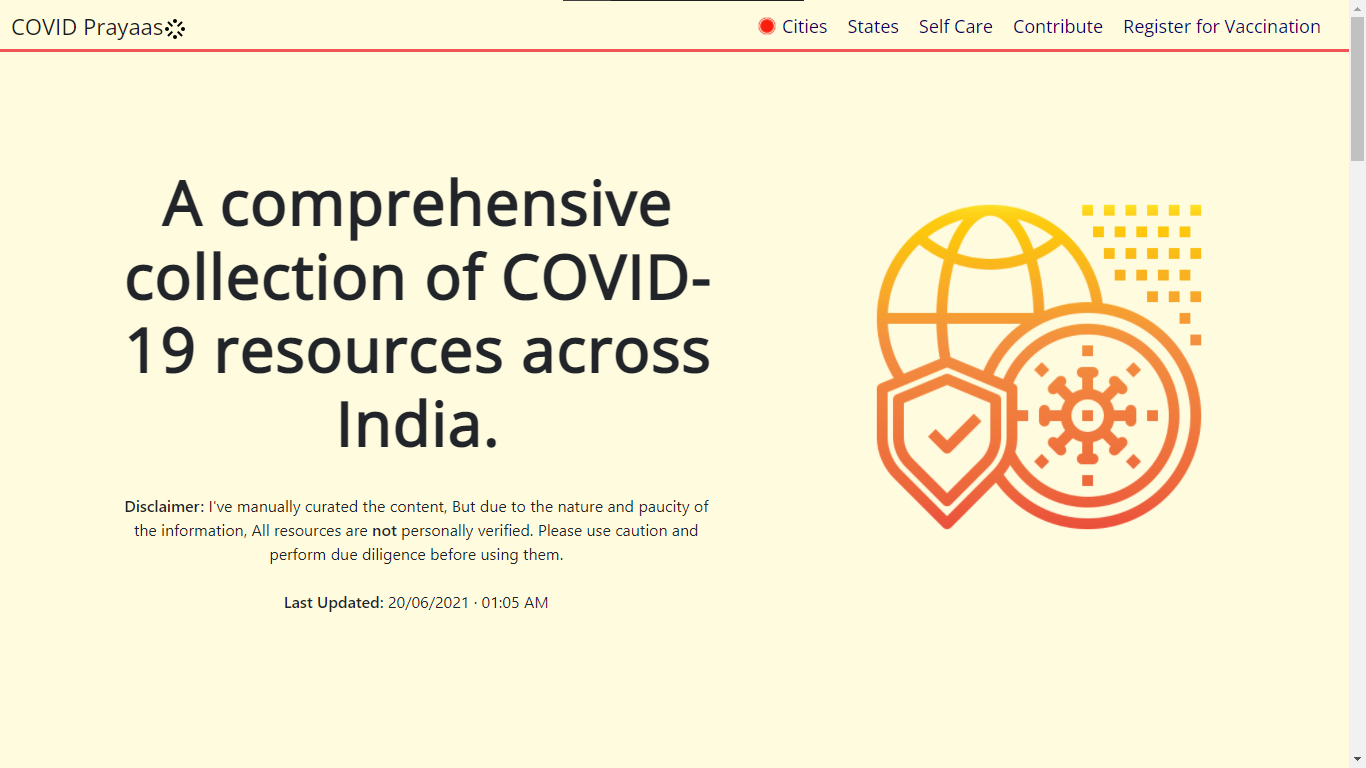 COVID Prayaas
Cities States Self Care Contribute Register for Vaccination
A comprehensive
collection of COVID-
19 resources across
India.
Disclaimer: I've manually curated the content, But due to the nature and paucity of
the information, All resources are not personally verified. Please use caution and
perform due diligence before using them.
Last Updated: 20/06/2021 · 01:05 AM